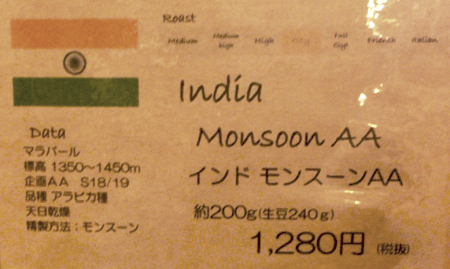 Roast
Medium Medium high High City Full City French Italian
India
Monsoon AA
インド モンスーンAA
約200g(生豆240g)
1,280円 (税抜)
Data
マラバール
標高 1350〜1450m
企画AA S18/19
品種 アラビカ種
天日乾燥
精製方法：モンスーン